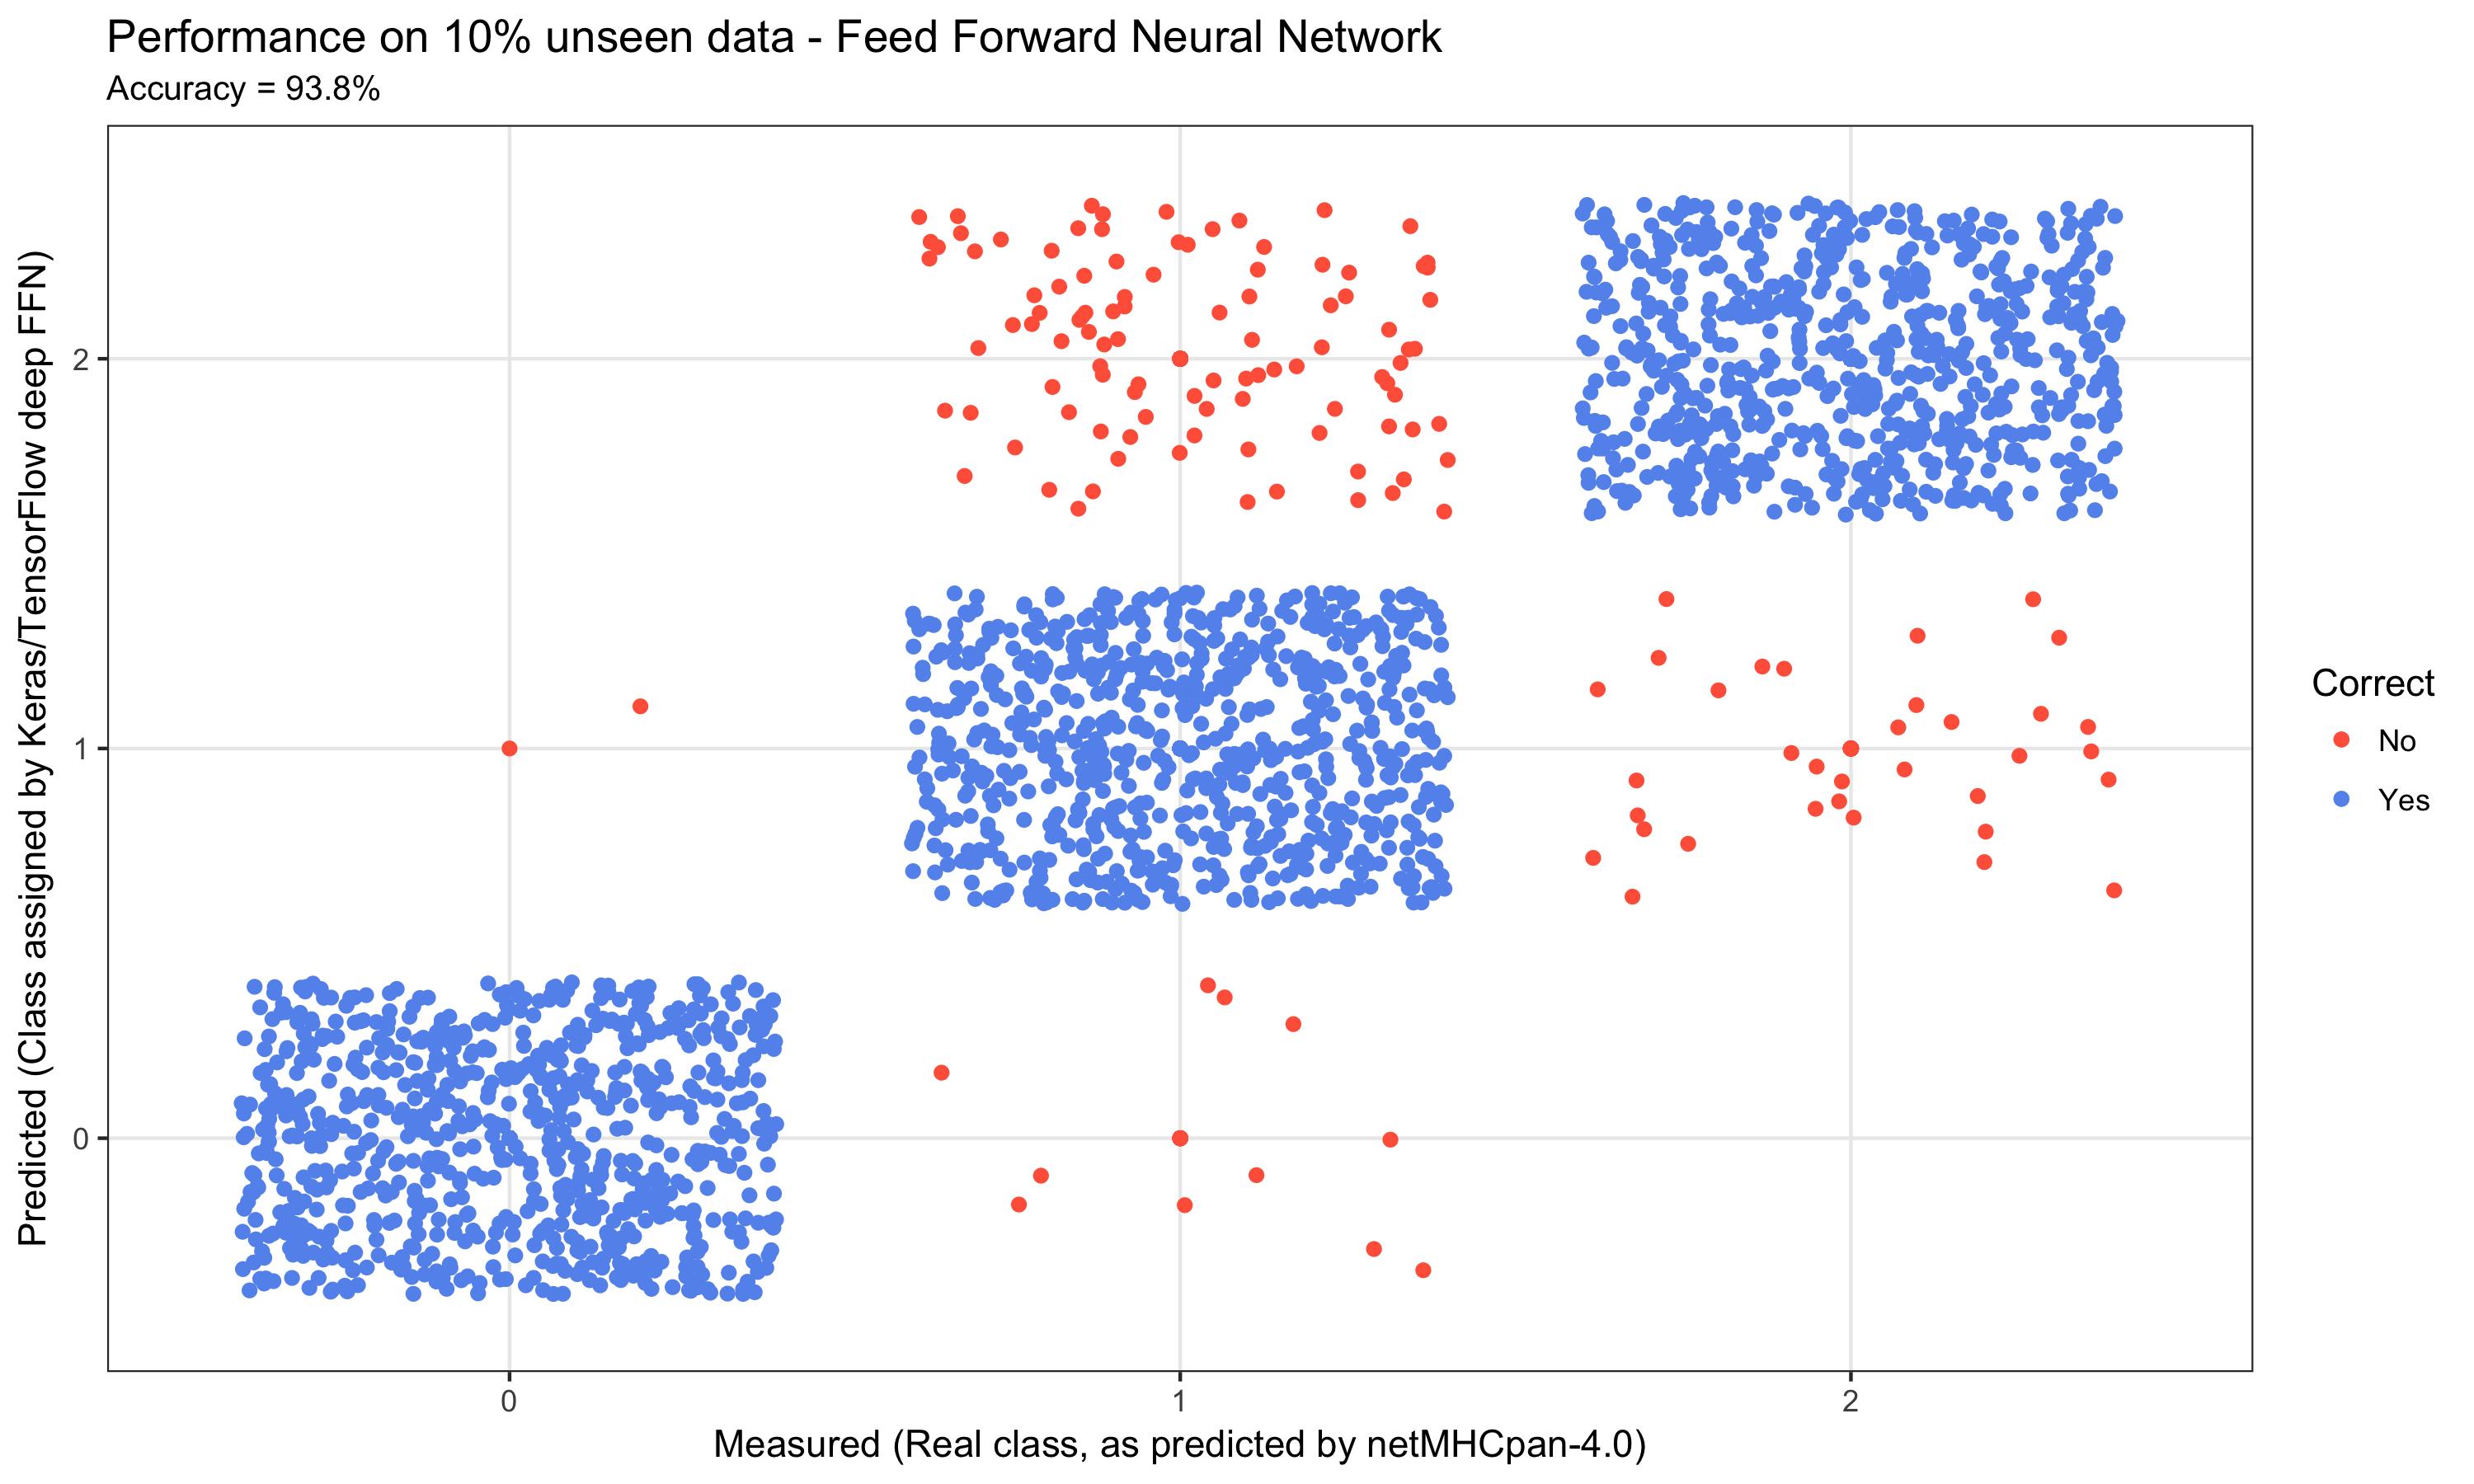 Performance on 10% unseen data - Feed Forward Neural Network
Accuracy = 93.8%
Predicted (Class assigned by Keras/TensorFlow deep FFN)
2
1
0
0
1
2
Measured (Real class, as predicted by netMHCpan-4.0)
Correct
No
Yes